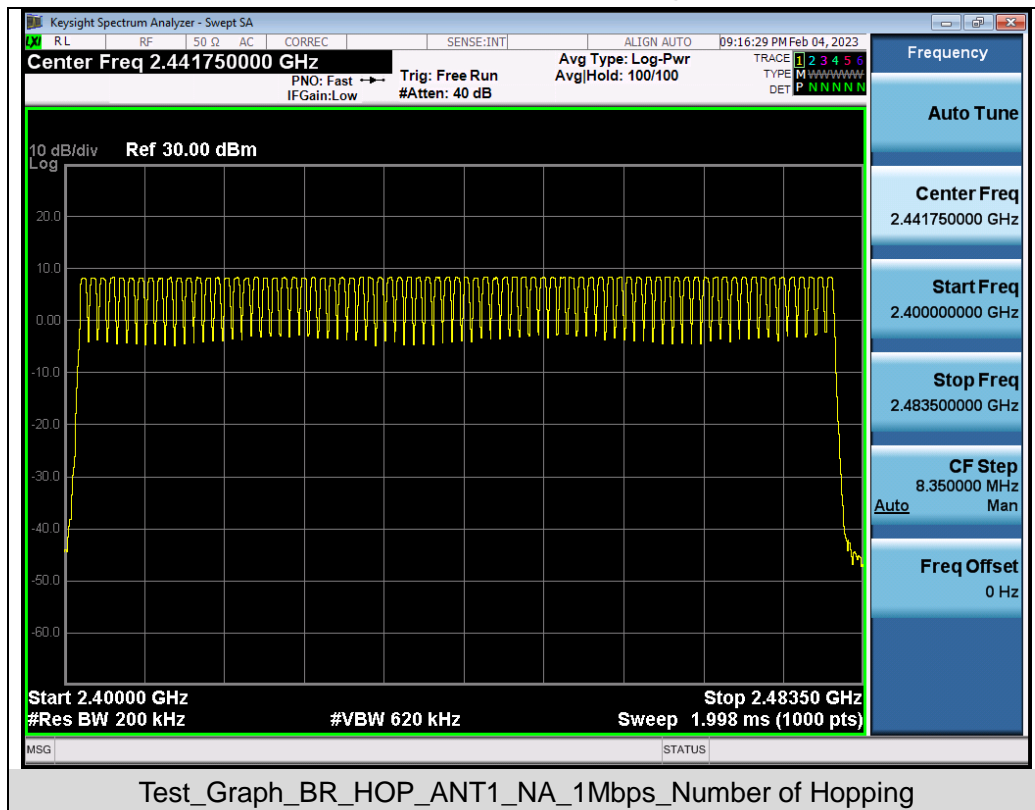 Keysight Spectrum Analyzer - Swept SA
LXI RL RF 50 Ω AC CORREC SENSE:INT ALIGN AUTO 09:16:29 PM Feb 04, 2023
Center Freq 2.441750000 GHz
PNO: Fast
IFGain:Low
Trig: Free Run
#Atten: 40 dB
Avg Type: Log-Pwr
Avg|Hold: 100/100
TRACE 1 2 3 4 5 6
TYPE M WWWWW
DET P N N N N N
10 dB/div Ref 30.00 dBm
Log
20.0
10.0
0.00
-10.0
-20.0
-30.0
-40.0
-50.0
-60.0
Start 2.40000 GHz Stop 2.48350 GHz
#Res BW 200 kHz #VBW 620 kHz Sweep 1.998 ms (1000 pts)
MSG STATUS
Frequency
Auto Tune
Center Freq
2.441750000 GHz
Start Freq
2.400000000 GHz
Stop Freq
2.483500000 GHz
CF Step
8.350000 MHz
Auto Man
Freq Offset
0 Hz
Test_Graph_BR_HOP_ANT1_NA_1Mbps_Number of Hopping